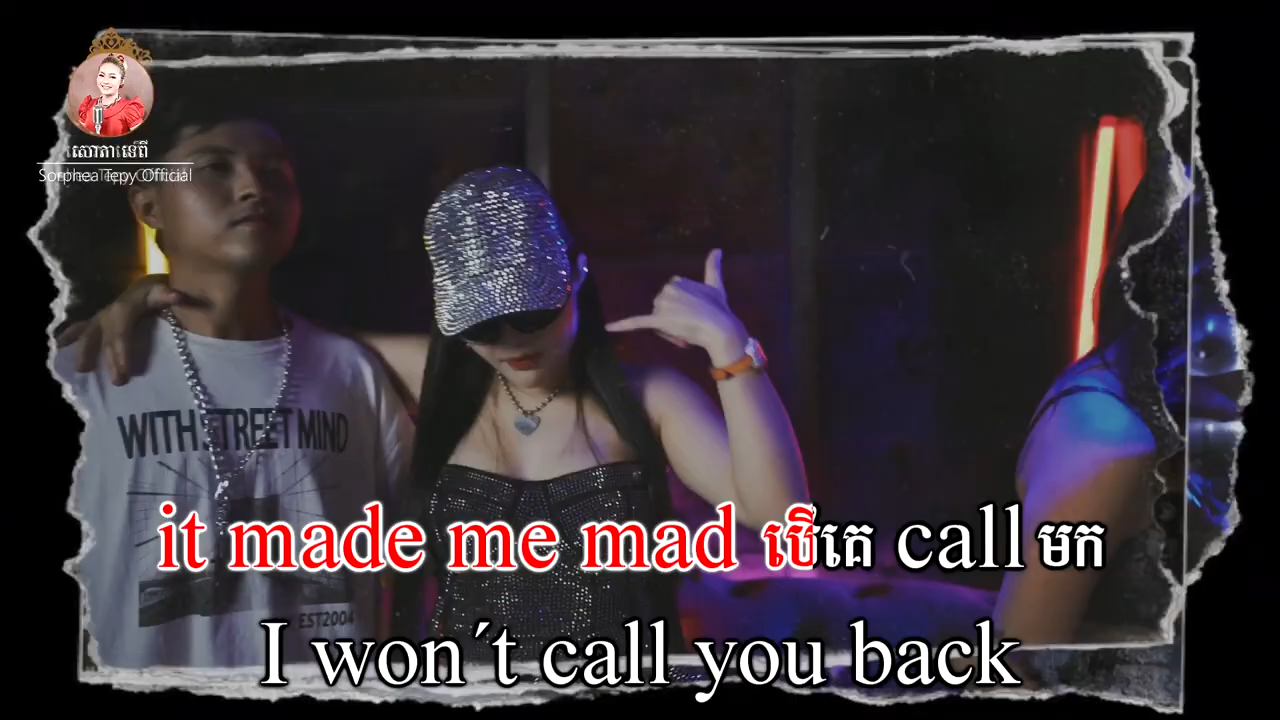 សោភា ទេពី
Sorphea Tepy Official
WITH STREET MIND
EST2004
it made me mad បើគេ call មក
I won´t call you back